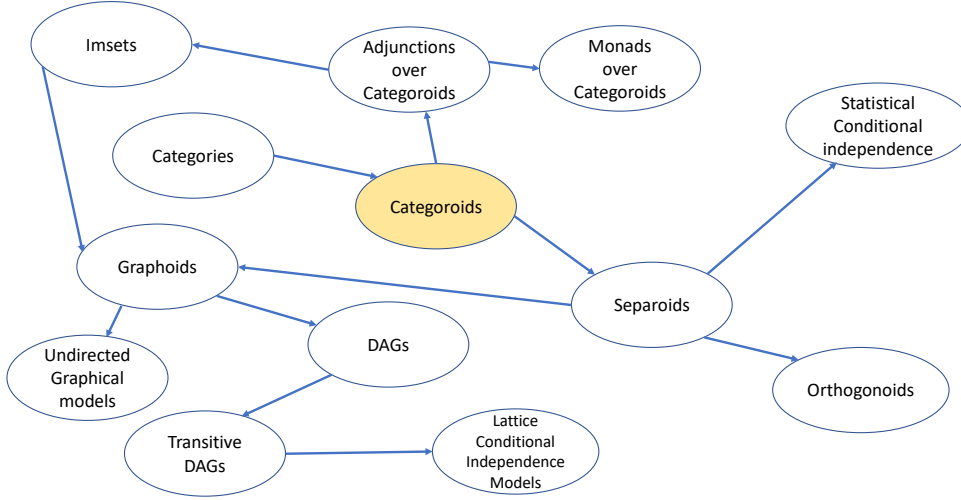 Imsets
Adjunctions
over
Categoroids
Monads
over
Categoroids
Statistical
Conditional
independence
Categories
Categoroids
Graphoids
Separoids
Undirected
Graphical
models
DAGs
Orthogonoids
Transitive
DAGs
Lattice
Conditional
Independence
Models